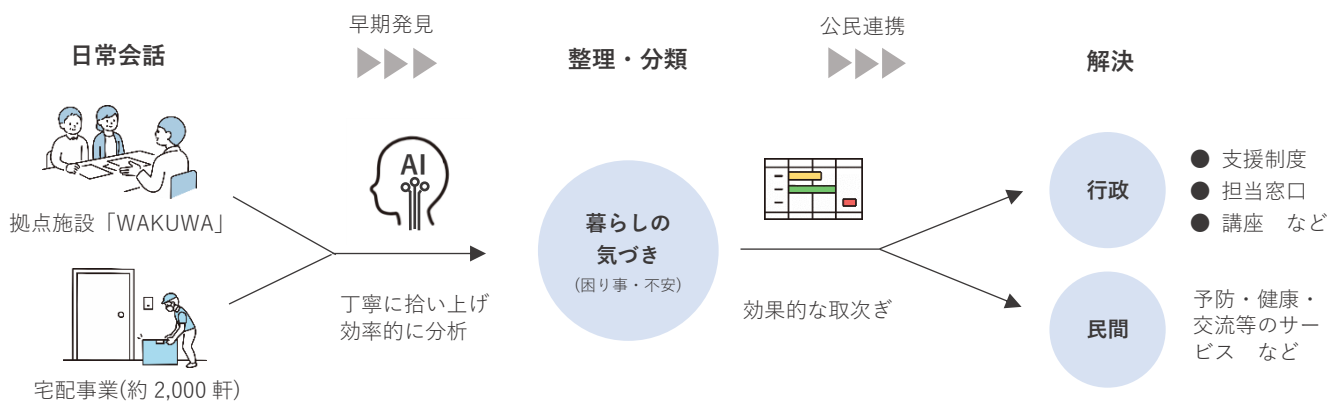 早期発見
公民連携
日常会話
整理・分類
解決
AI
拠点施設「WAKUWA」
宅配事業(約 2,000 軒)
丁寧に拾い上げ
効率的に分析
暮らしの
気づき
(困り事・不安)
効果的な取次ぎ
行政
● 支援制度
● 担当窓口
● 講座　など
民間
予防・健康・
交流等のサー
ビス　など